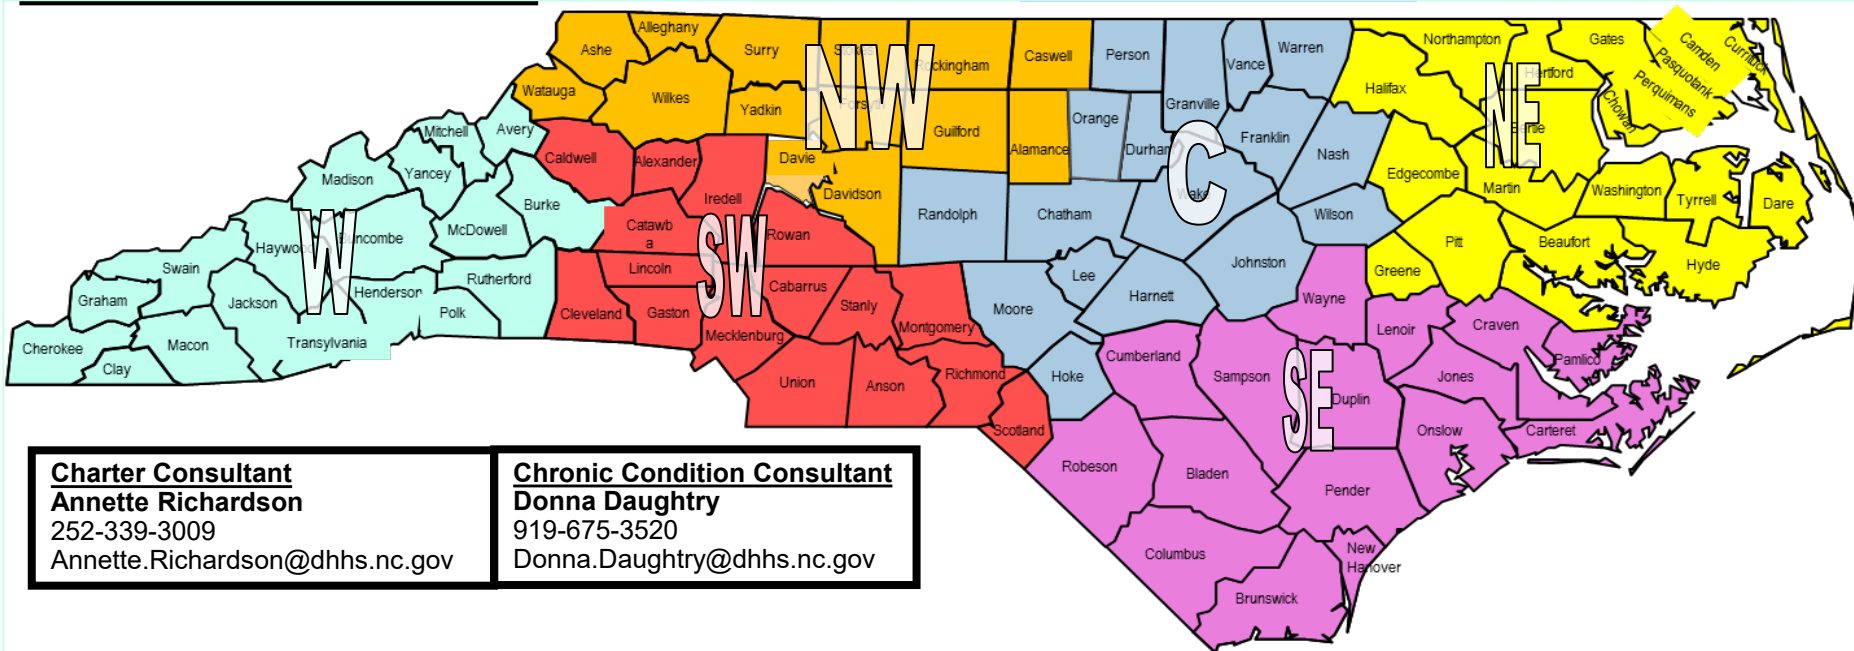 Alleghany
Ashe
Surry
Stokes
Rockingham
Caswell
Person
Vance
Warren
Northampton
Gates
Camden
Currituck
Pasquotank
Perquimans
Chowan
Hertford
Halifax
NW
NE
Watauga
Wilkes
Yadkin
Forsyth
Guilford
Alamance
Orange
Durham
Granville
Franklin
Nash
Bertie
Mitchell
Avery
Caldwell
Alexander
Davie
Davidson
C
Wake
Edgecombe
Martin
Washington
Tyrrell
Dare
Madison
Yancey
Burke
Iredell
Randolph
Chatham
Wilson
McDowell
Catawb
a
SW
Rowan
Pitt
Beaufort
Hyde
W
Haywood
Buncombe
Swain
Rutherford
Lincoln
Lee
Johnston
Greene
Graham
Jackson
Henderson
Polk
Cleveland
Gaston
Cabarrus
Stanly
Moore
Harnett
Wayne
Cherokee
Macon
Transylvania
Clay
Mecklenburg
Montgomery
Lenoir
Craven
Pamlico
Union
Anson
Richmond
Hoke
Cumberland
Sampson
SE
Duplin
Jones
Scotland
Onslow
Carteret
Robeson
Bladen
Pender
Columbus
New
Hanover
Brunswick
Charter Consultant
Annette Richardson
252-339-3009
Annette.Richardson@dhhs.nc.gov
Chronic Condition Consultant
Donna Daughtry
919-675-3520
Donna.Daughtry@dhhs.nc.gov